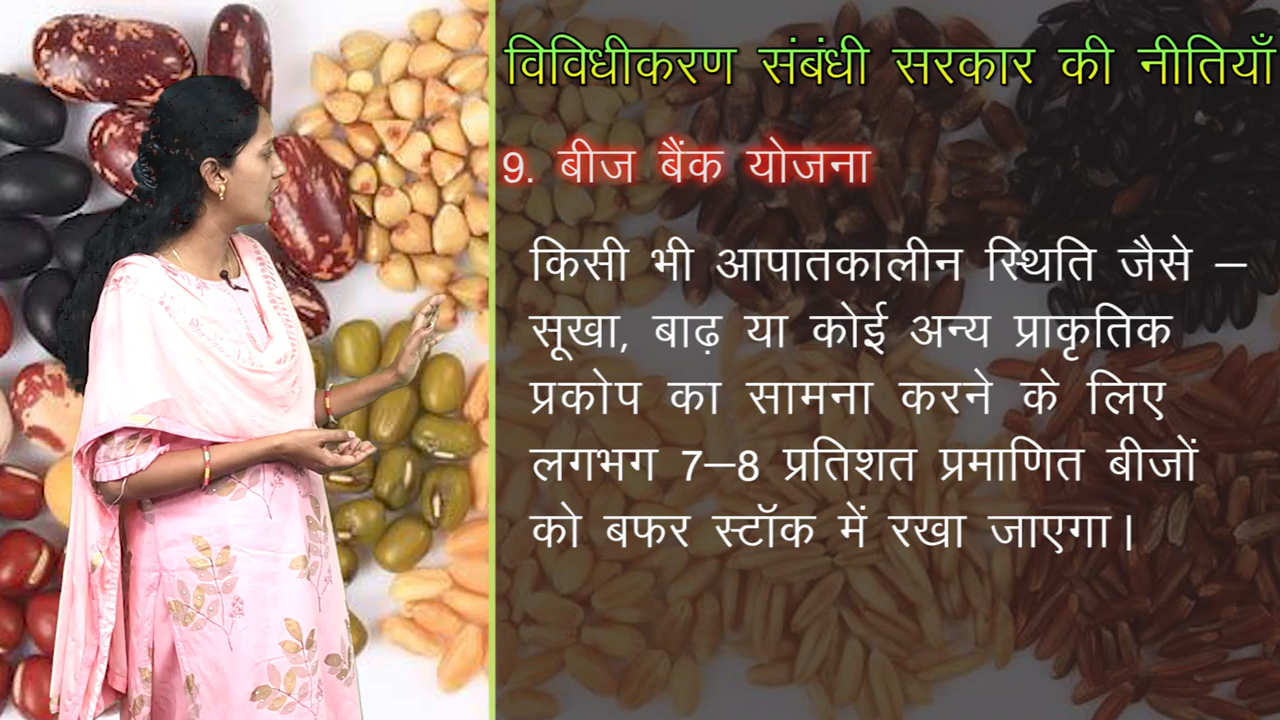 विविधीकरण संबंधी सरकार की नीतियाँ
9. बीज बैंक योजना
किसी भी आपातकालीन स्थिति जैसे –
सूखा, बाढ़ या कोई अन्य प्राकृतिक
प्रकोप का सामना करने के लिए
लगभग 7–8 प्रतिशत प्रमाणित बीजों
को बफर स्टॉक में रखा जाएगा।